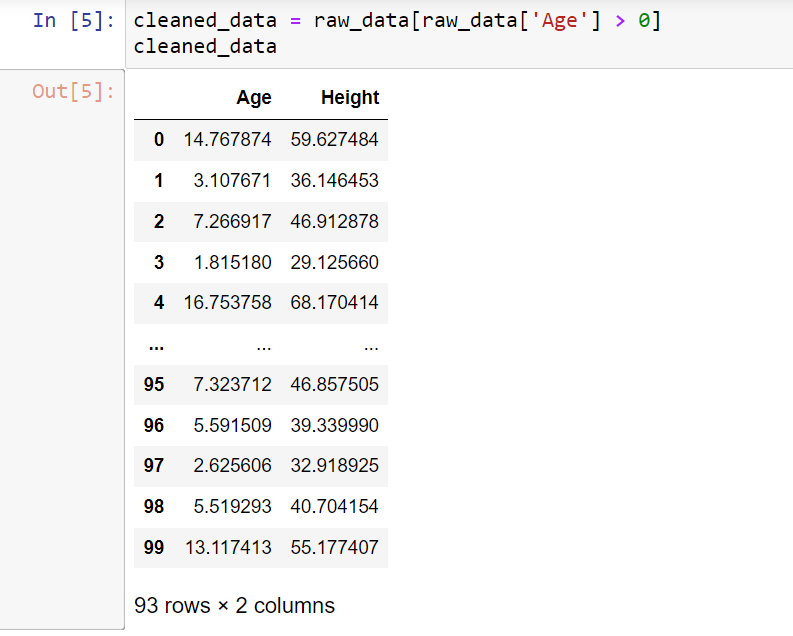 In [5]: cleaned_data = raw_data[raw_data['Age'] > 0]
cleaned_data
Out[5]:
Age Height
0 14.767874 59.627484
1 3.107671 36.146453
2 7.266917 46.912878
3 1.815180 29.125660
4 16.753758 68.170414
... ... ...
95 7.323712 46.857505
96 5.591509 39.339990
97 2.625606 32.918925
98 5.519293 40.704154
99 13.117413 55.177407
93 rows × 2 columns